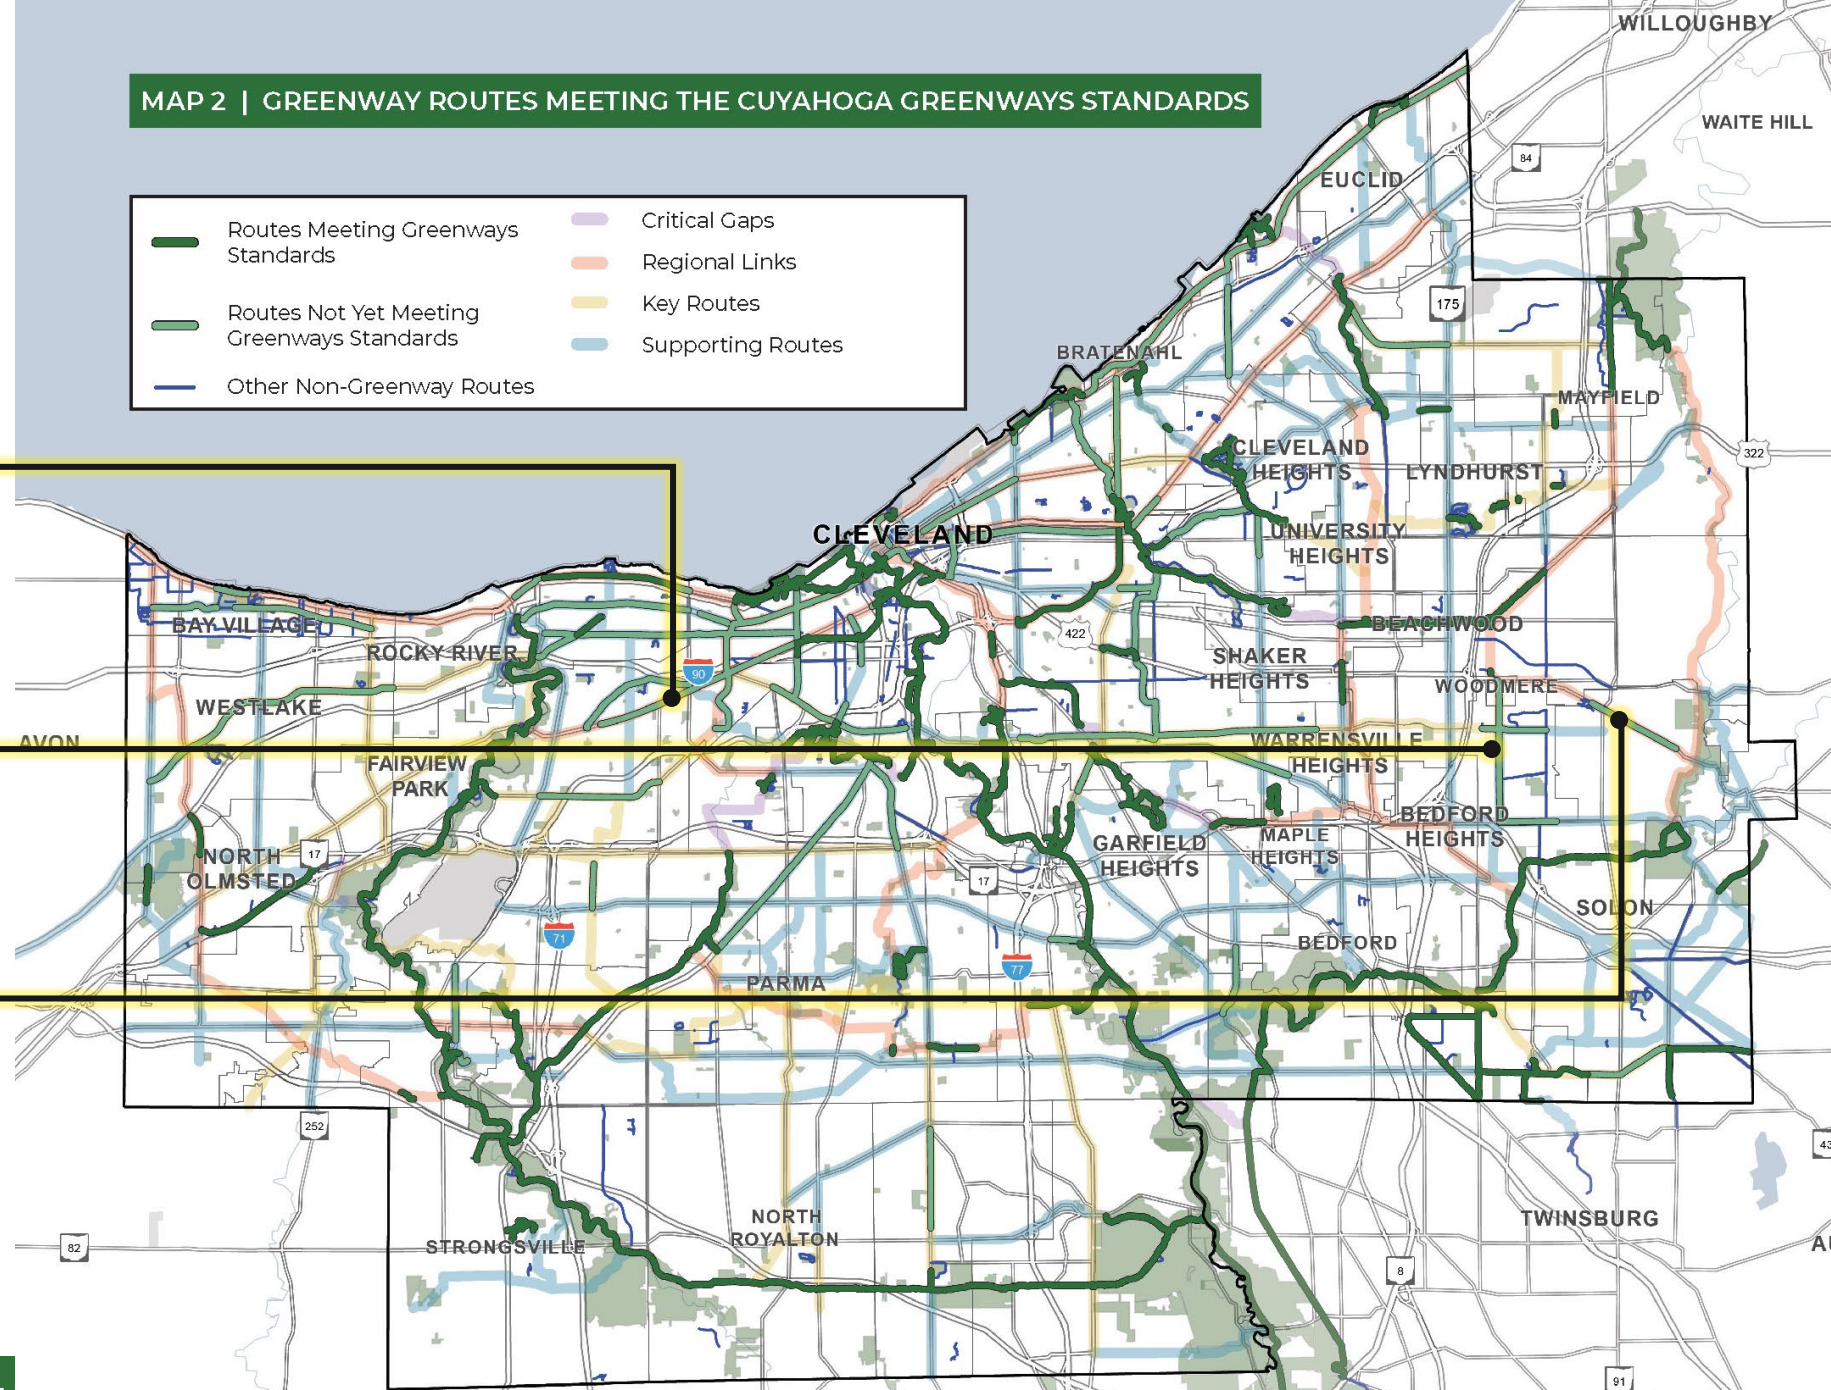 MAP 2 | GREENWAY ROUTES MEETING THE CUYAHOGA GREENWAYS STANDARDS
Routes Meeting Greenways
Standards
Routes Not Yet Meeting
Greenways Standards
Other Non-Greenway Routes
Critical Gaps
Regional Links
Key Routes
Supporting Routes
WILLOUGHBY
WAITE HILL
84
EUCLID
175
BRATENAHL
MAYFIELD
322
CLEVELAND
HEIGHTS
LYNDHURST
CLEVELAND
UNIVERSITY
HEIGHTS
BAY VILLAGE
BEACHWOOD
422
ROCKY RIVER
SHAKER
HEIGHTS
90
WOODMERE
WESTLAKE
AVON
WARRENSVILLE
HEIGHTS
FAIRVIEW
PARK
BEDFORD
HEIGHTS
GARFIELD
HEIGHTS
MAPLE
HEIGHTS
17
NORTH
OLMSTED
17
SOLON
71
BEDFORD
77
PARMA
252
43
NORTH
ROYALTON
TWINSBURG
82
STRONGSVILLE
8
91